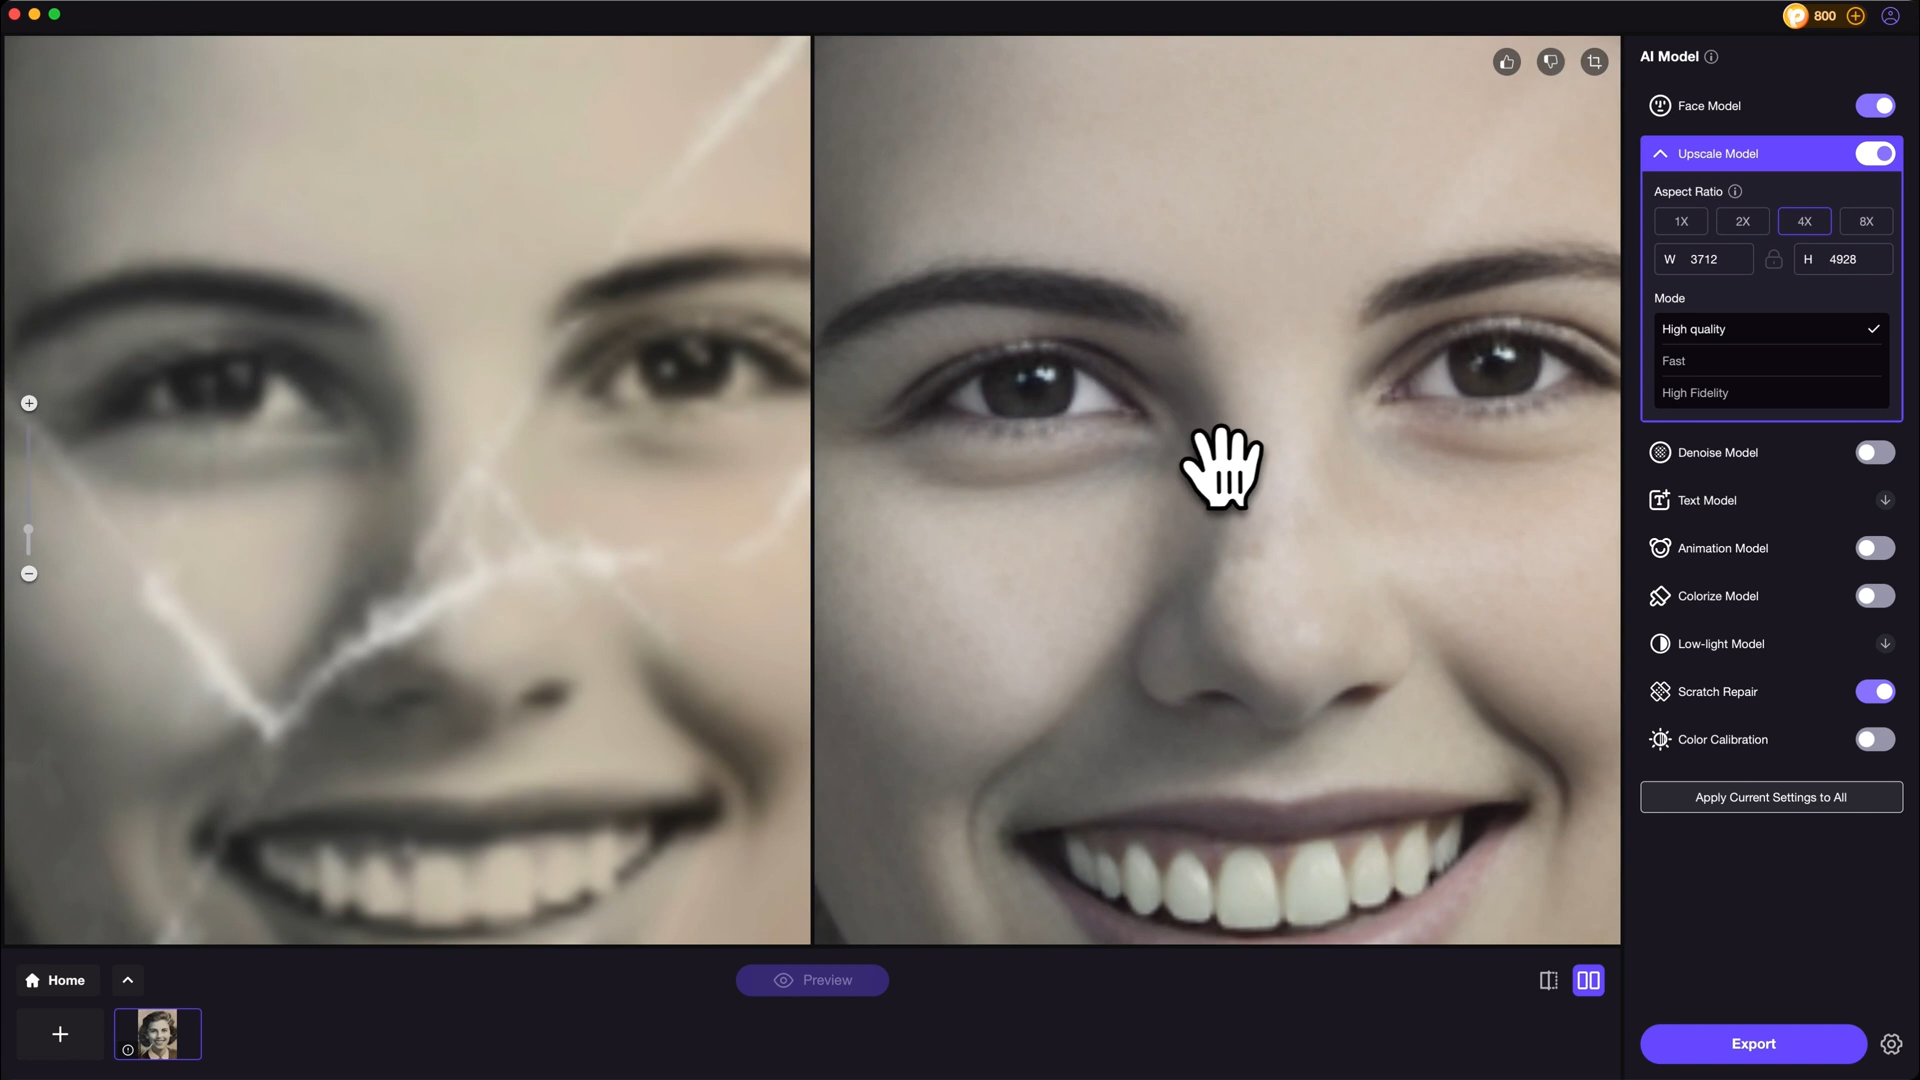 800
AI Model
Face Model
Upscale Model
Aspect Ratio
1X 2X 4X 8X
W 3712 H 4928
Mode
High quality
Fast
High Fidelity
Denoise Model
Text Model
Animation Model
Colorize Model
Low-light Model
Scratch Repair
Color Calibration
Apply Current Settings to All
Home
Preview
Export